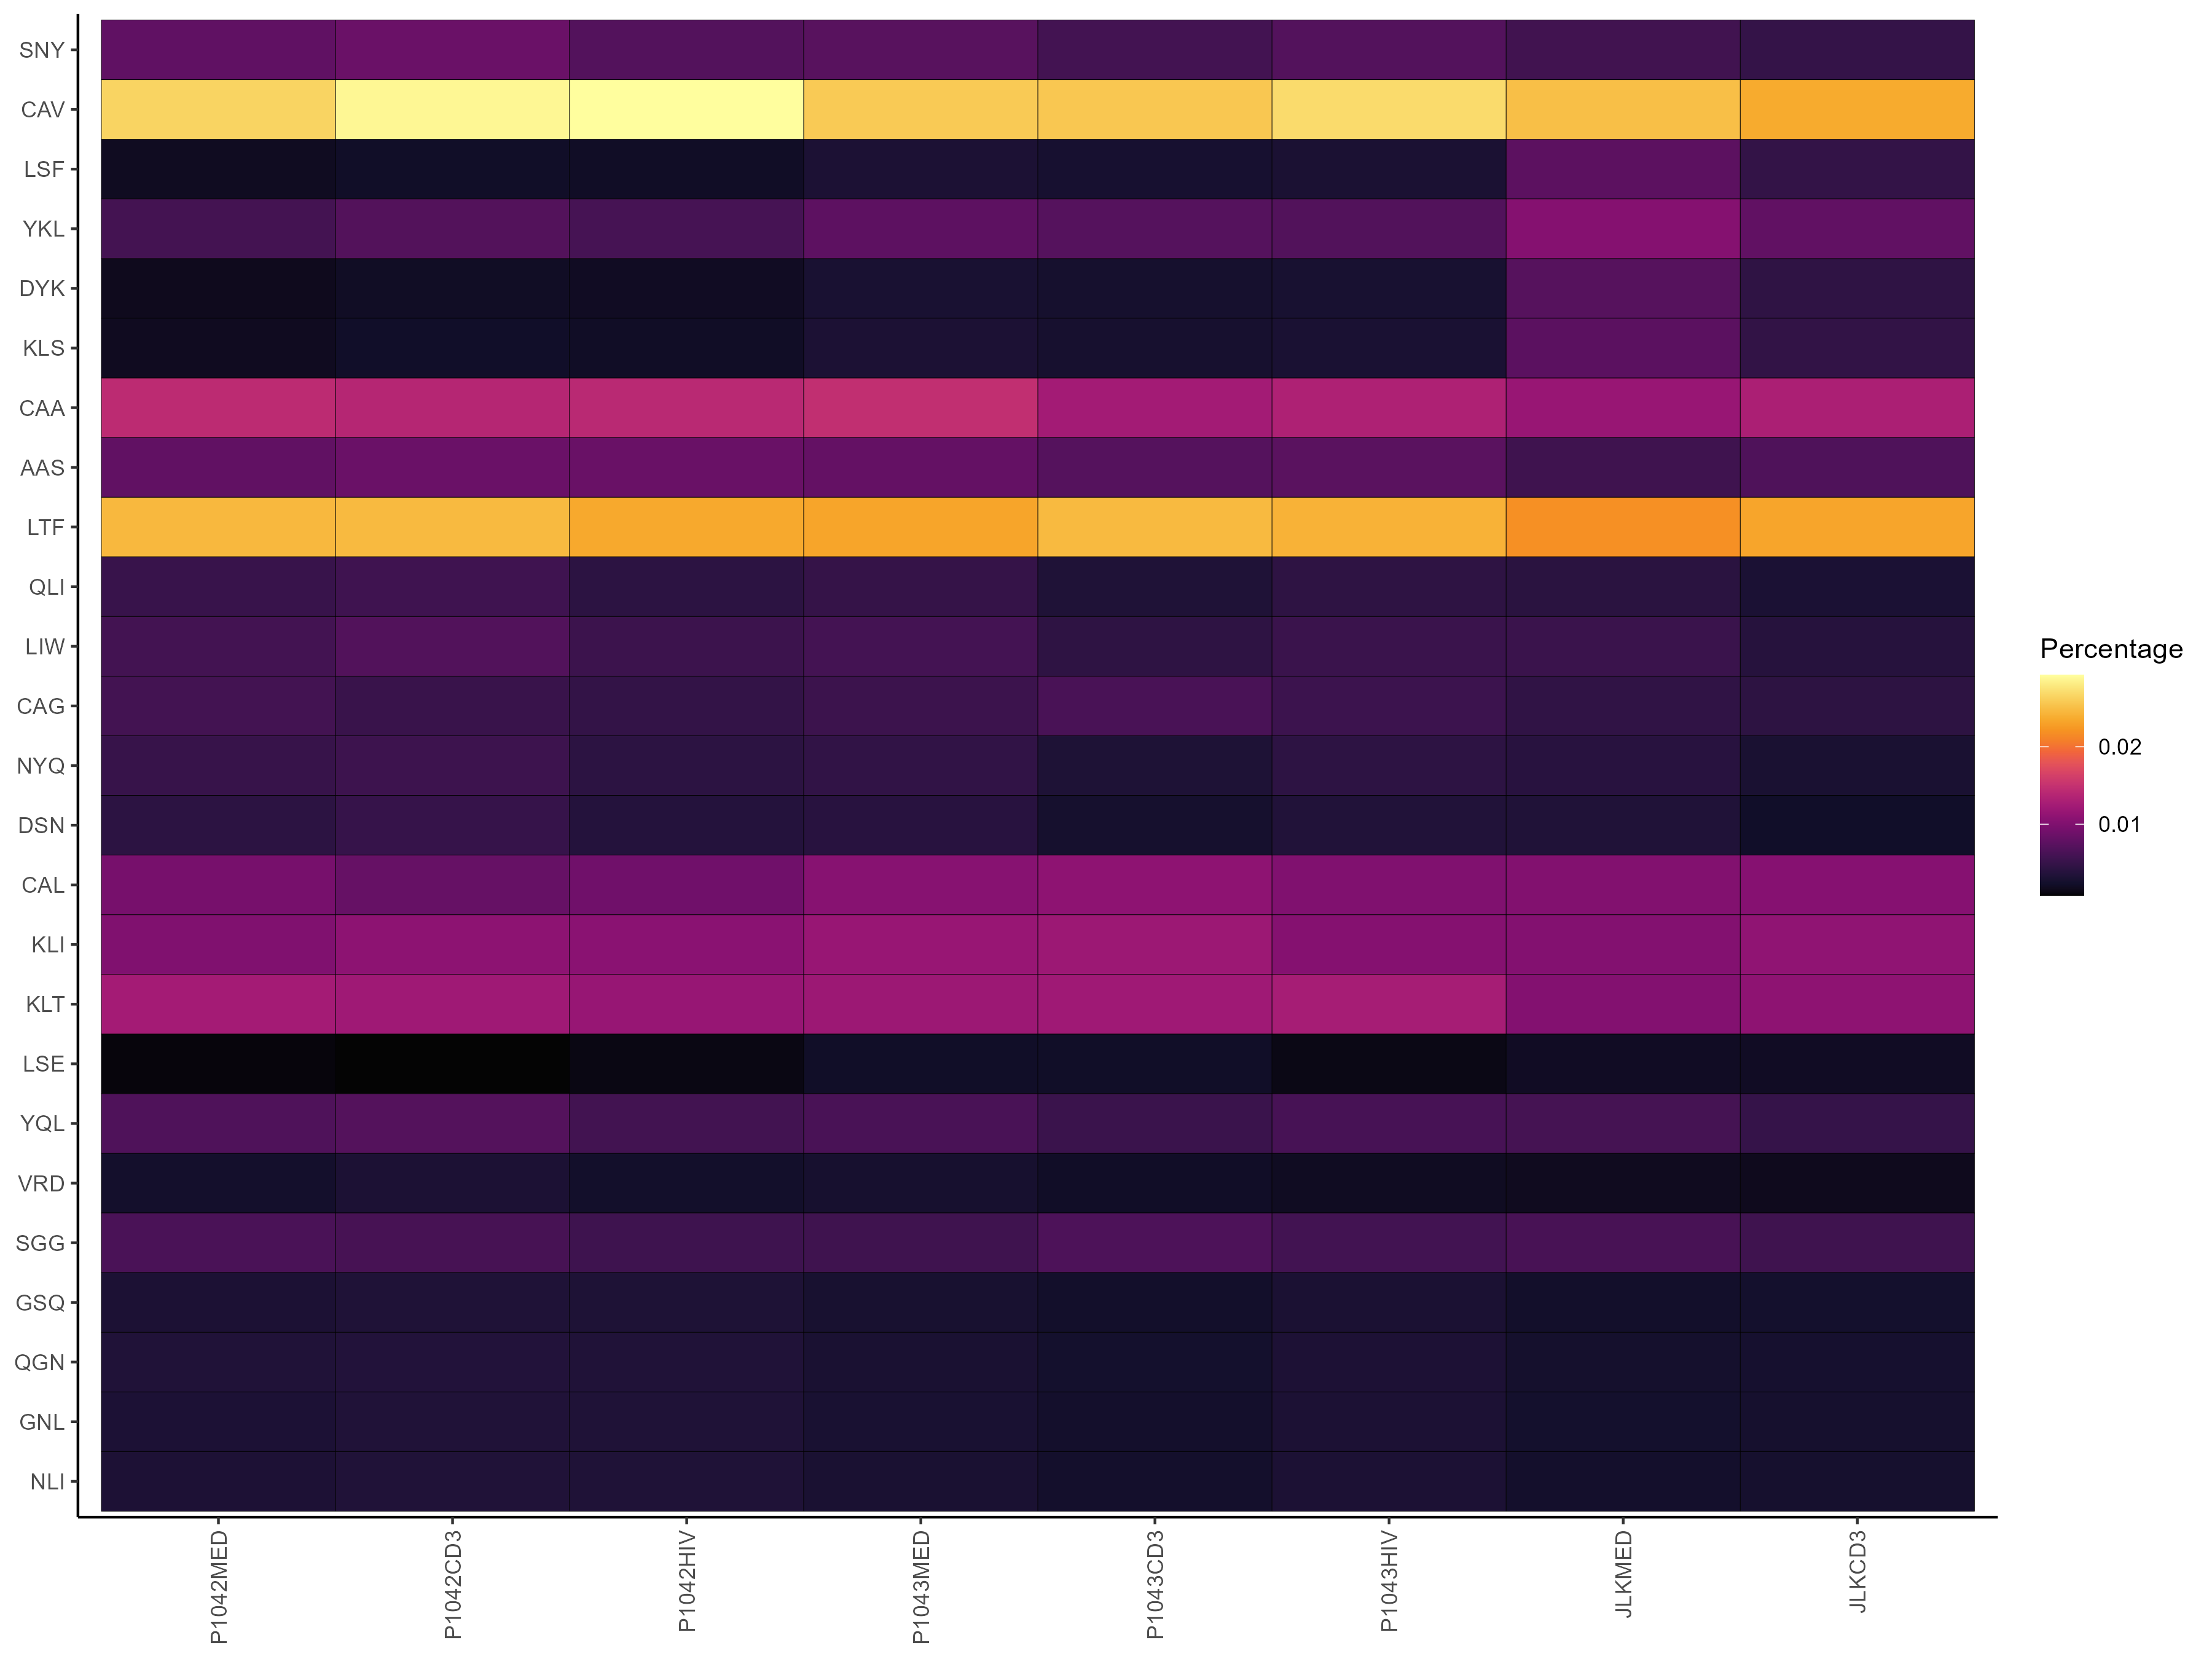 SNY
CAV
LSF
YKL
DYK
KLS
CAA
AAS
LTF
QLI
LIW
CAG
NYQ
DSN
CAL
KLI
KLT
LSE
YQL
VRD
SGG
GSQ
QGN
GNL
NLI
P1042MED
P1042CD3
P1042HIV
P1043MED
P1043CD3
P1043HIV
JLKMED
JLKCD3
Percentage
0.02
0.01